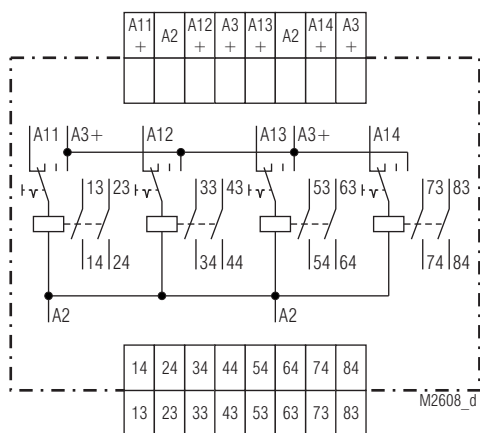 A11 A2 A12 A3 A13 A2 A14 A3
+ + + + + +
A11 A3+ A12 A13 A3+ A14
13 23 33 43 53 63 73 83
14 24 34 44 54 64 74 84
A2 A2
14 24 34 44 54 64 74 84
13 23 33 43 53 63 73 83
M2608_d